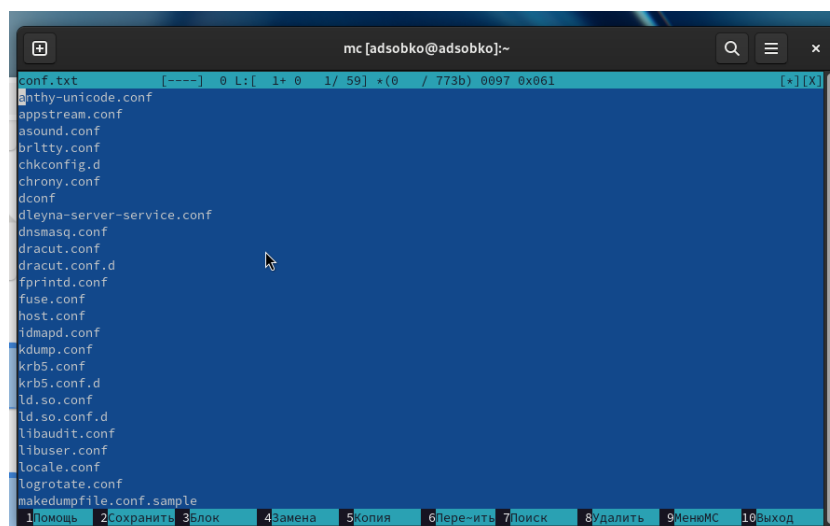 mc [adsobko@adsobko]:~
conf.txt [----] 0 L:[ 1+ 0 1/ 59] *(0 / 773b) 0097 0x061 [*][X]
anthy-unicode.conf
appstream.conf
asound.conf
brltty.conf
chkconfig.d
chrony.conf
dconf
dleyna-server-service.conf
dnsmasq.conf
dracut.conf
dracut.conf.d
fprintd.conf
fuse.conf
host.conf
idmapd.conf
kdump.conf
krb5.conf
krb5.conf.d
ld.so.conf
ld.so.conf.d
libaudit.conf
libuser.conf
locale.conf
logrotate.conf
makedumpfile.conf.sample
1Помощь 2Сохранить 3Блок 4Замена 5Копия 6Пере~ить 7Поиск 8Удалить 9МенюMC 10Выход